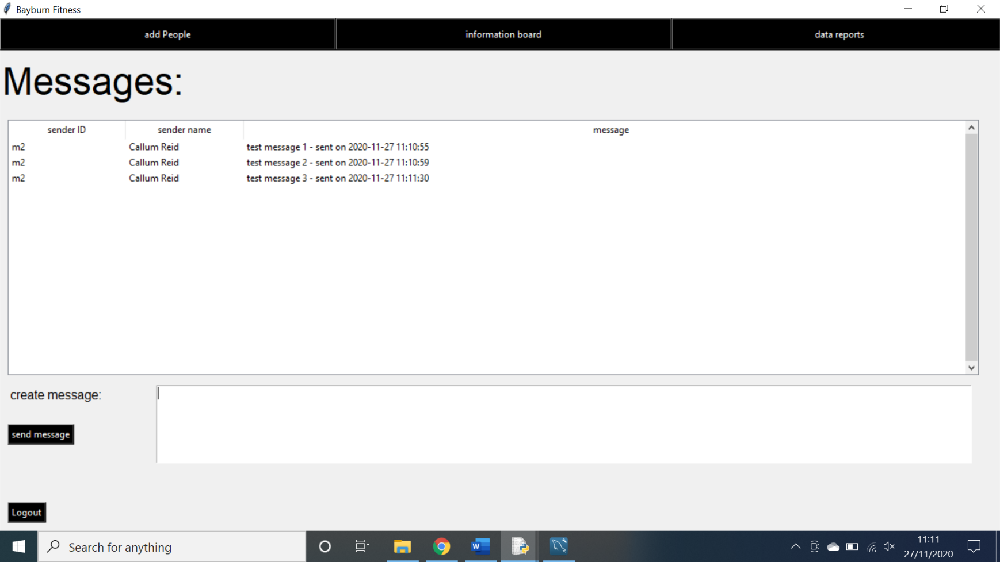 Bayburn Fitness
add People
information board
data reports
Messages:
sender ID sender name message
m2 Callum Reid test message 1 - sent on 2020-11-27 11:10:55
m2 Callum Reid test message 2 - sent on 2020-11-27 11:10:59
m2 Callum Reid test message 3 - sent on 2020-11-27 11:11:30
create message:
send message
Logout
Search for anything
W
11:11
27/11/2020